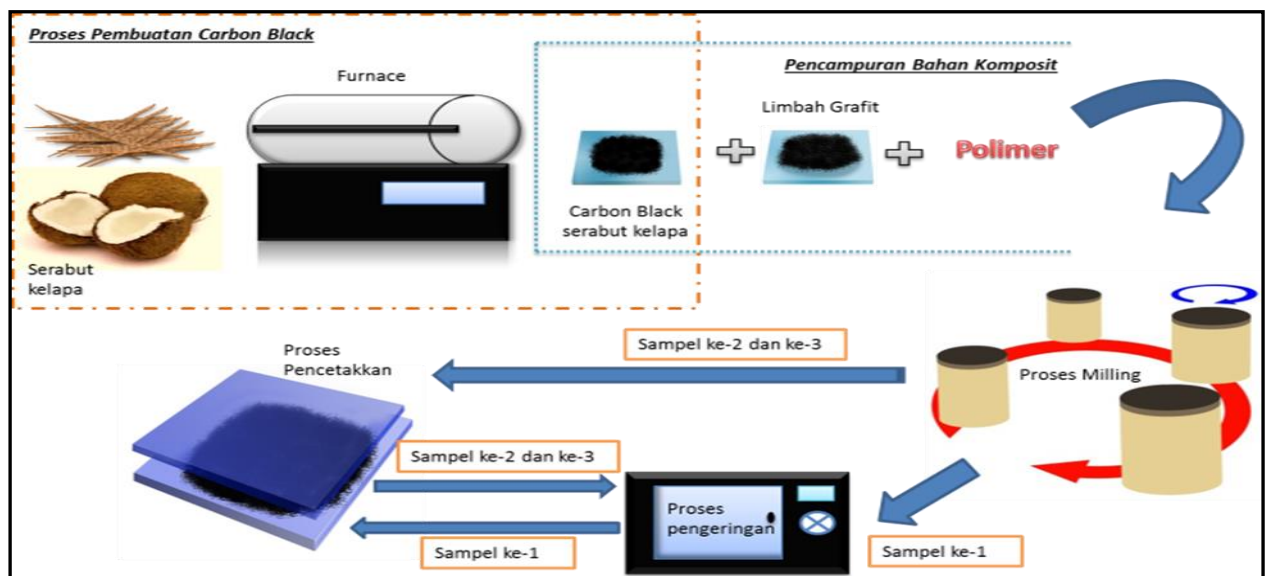 Proses Pembuatan Carbon Black
Furnace
Serabut
kelapa
Pencampuran Bahan Komposit
Limbah Grafit
Polimer
Carbon Black
serabut kelapa
Proses Milling
Sampel ke-2 dan ke-3
Proses
Pencetakkan
Sampel ke-2 dan ke-3
Proses
pengeringan
Sampel ke-1
Sampel ke-1